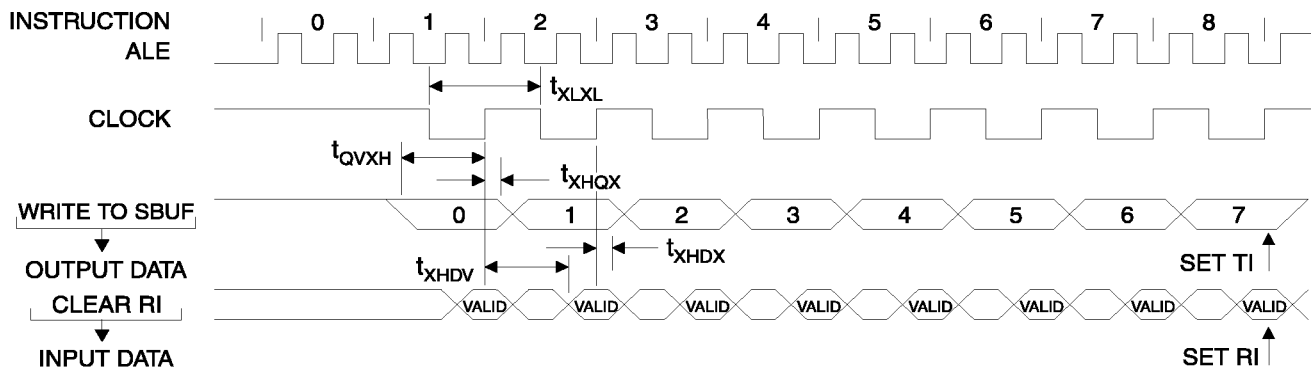 INSTRUCTION 0 1 2 3 4 5 6 7 8
ALE
tXLXL
CLOCK
tQVXH
tXHQX
WRITE TO SBUF 0 1 2 3 4 5 6 7
tXHDX
OUTPUT DATA tXHDV SET TI
CLEAR RI VALID VALID VALID VALID VALID VALID VALID VALID
INPUT DATA SET RI